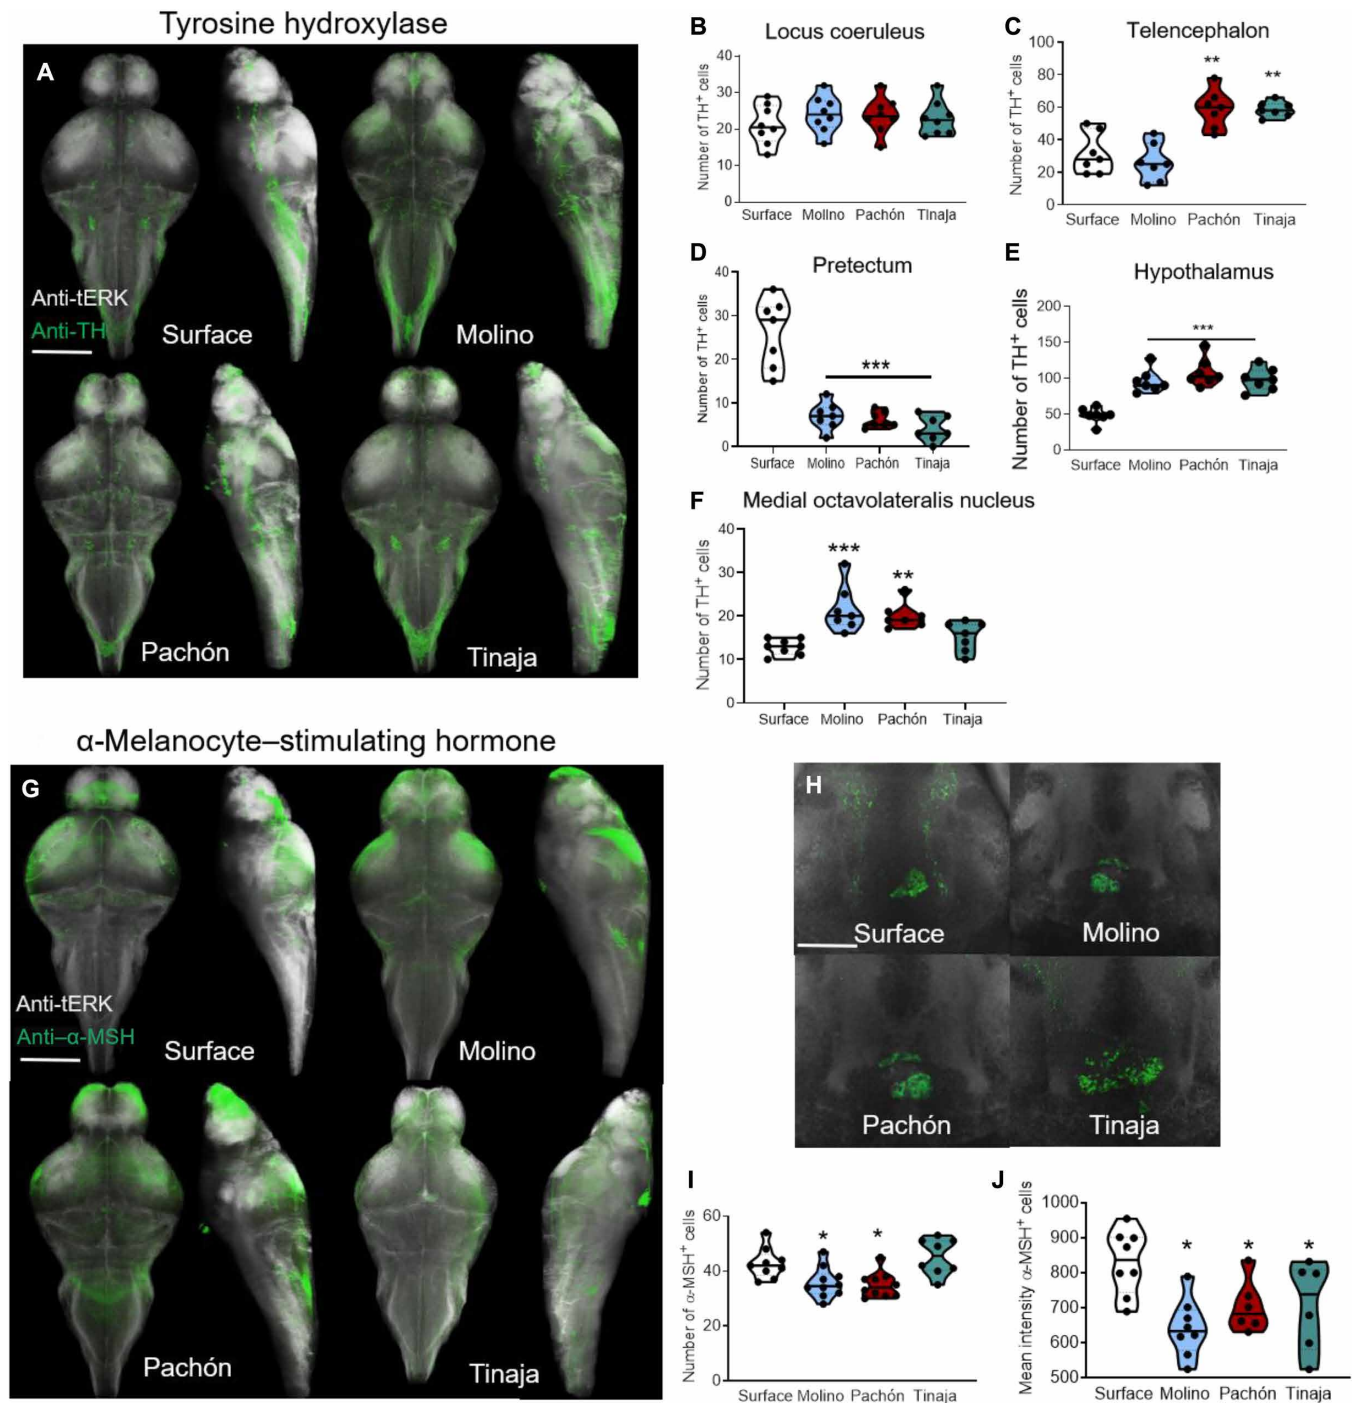 Tyrosine hydroxylase
A
Anti-tERK
Anti-TH
Surface
Molino
Pachón
Tinaja
B
Locus coeruleus
Number of TH⁺ cells
40
30
20
10
0
Surface Molino Pachón Tinaja
C
Telencephalon
Number of TH⁺ cells
100
80
60
40
20
0
**
**
Surface Molino Pachón Tinaja
D
Pretectum
Number of TH⁺ cells
40
30
20
10
0
***
Surface Molino Pachón Tinaja
E
Hypothalamus
Number of TH⁺ cells
200
150
100
50
0
***
Surface Molino Pachón Tinaja
F
Medial octavolateralis nucleus
Number of TH⁺ cells
40
30
20
10
0
***
**
Surface Molino Pachón Tinaja
α-Melanocyte–stimulating hormone
G
Anti-tERK
Anti–α-MSH
Surface
Molino
Pachón
Tinaja
H
Surface
Molino
Pachón
Tinaja
I
Number of α-MSH⁺ cells
60
40
20
0
*
*
Surface Molino Pachón Tinaja
J
Mean intensity α-MSH⁺ cells
1000
900
800
700
600
500
*
*
*
Surface Molino Pachón Tinaja